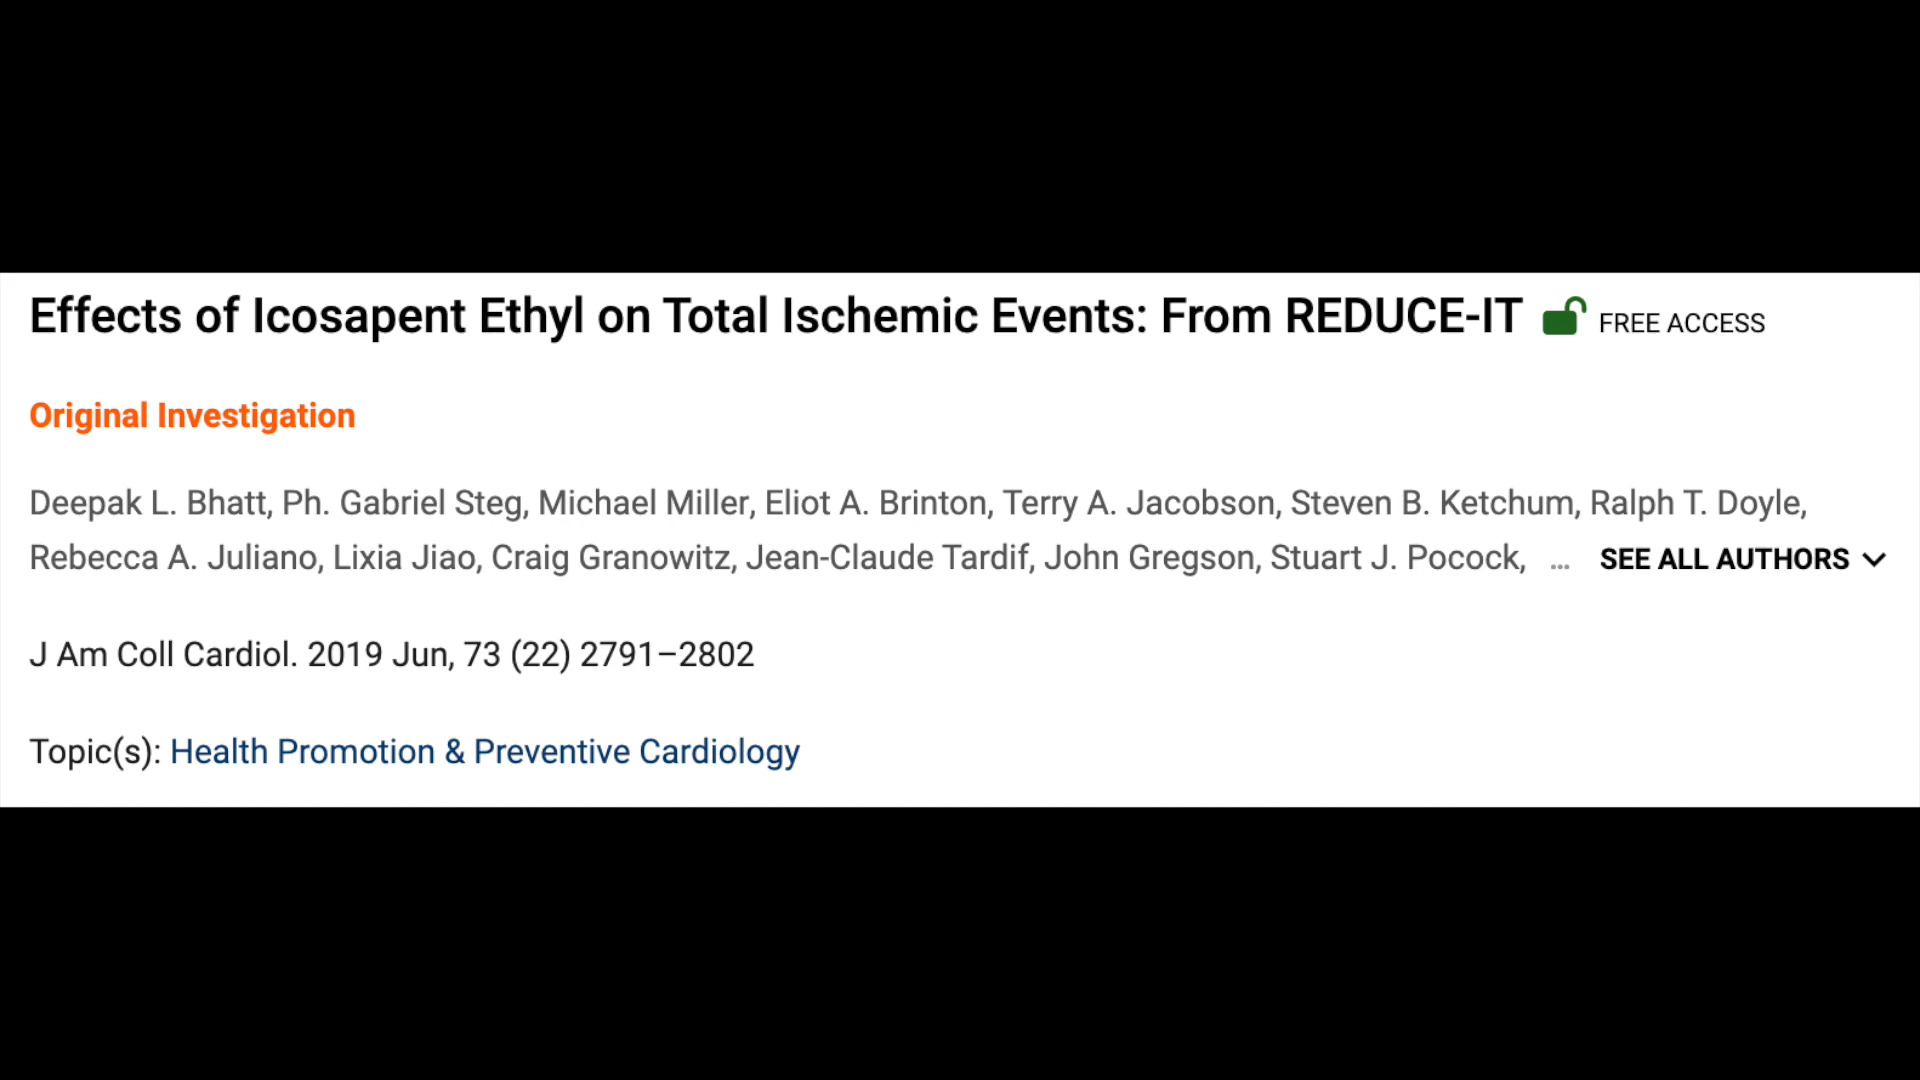 Effects of Icosapent Ethyl on Total Ischemic Events: From REDUCE-IT FREE ACCESS
Original Investigation
Deepak L. Bhatt, Ph. Gabriel Steg, Michael Miller, Eliot A. Brinton, Terry A. Jacobson, Steven B. Ketchum, Ralph T. Doyle,
Rebecca A. Juliano, Lixia Jiao, Craig Granowitz, Jean-Claude Tardif, John Gregson, Stuart J. Pocock, ... SEE ALL AUTHORS
J Am Coll Cardiol. 2019 Jun, 73 (22) 2791–2802
Topic(s): Health Promotion & Preventive Cardiology